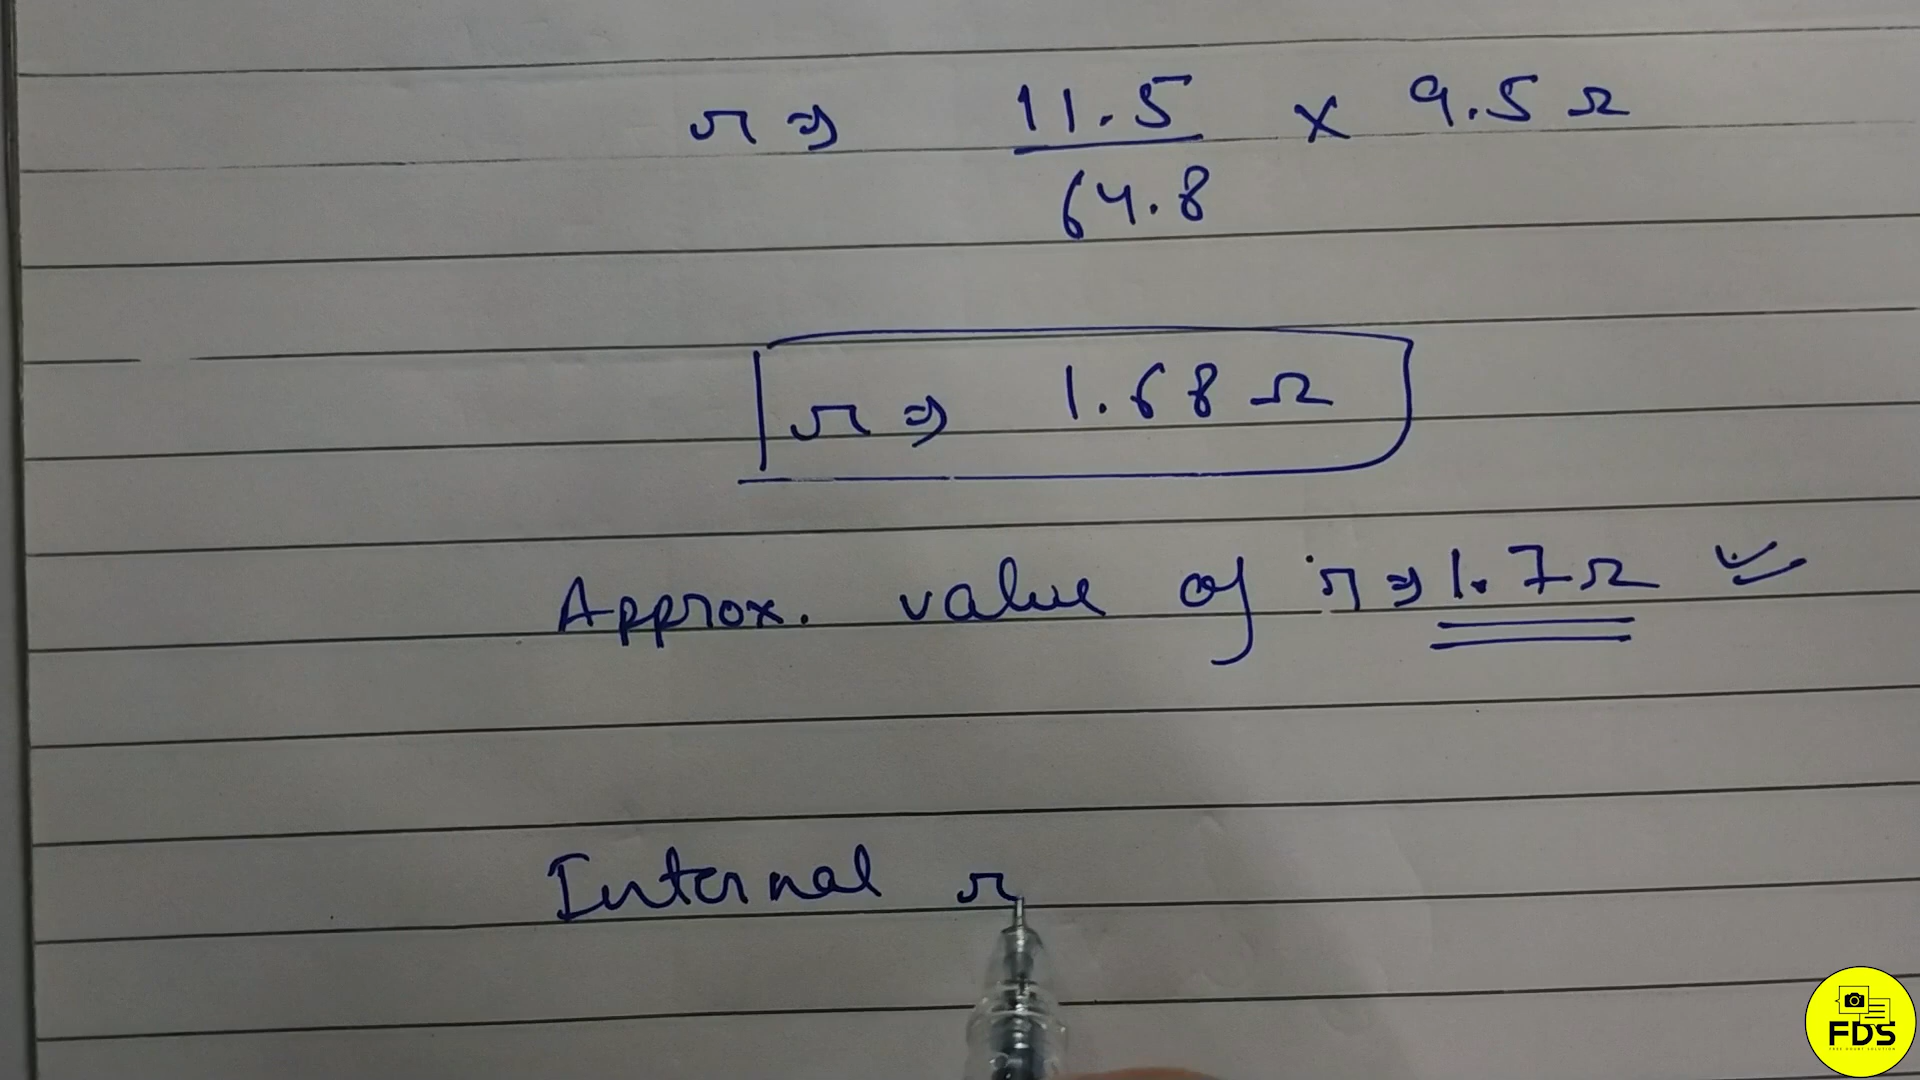 r ⇒ 11.5/64.8 × 9.5 Ω
r ⇒ 1.68 Ω
Approx. value of r ⇒ 1.7 Ω
Internal r
FDS